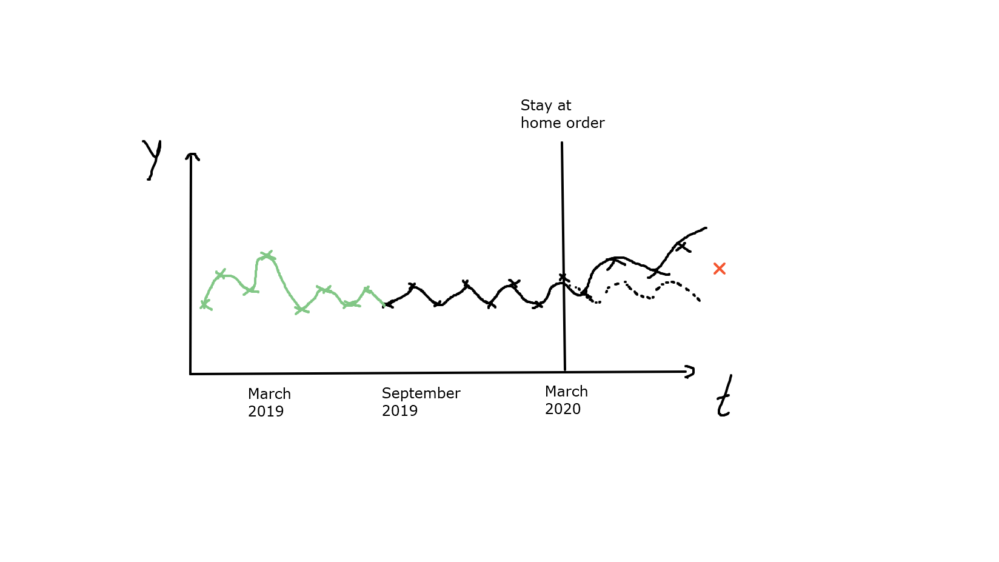 Stay at
home order
y
March
2019
September
2019
March
2020
t